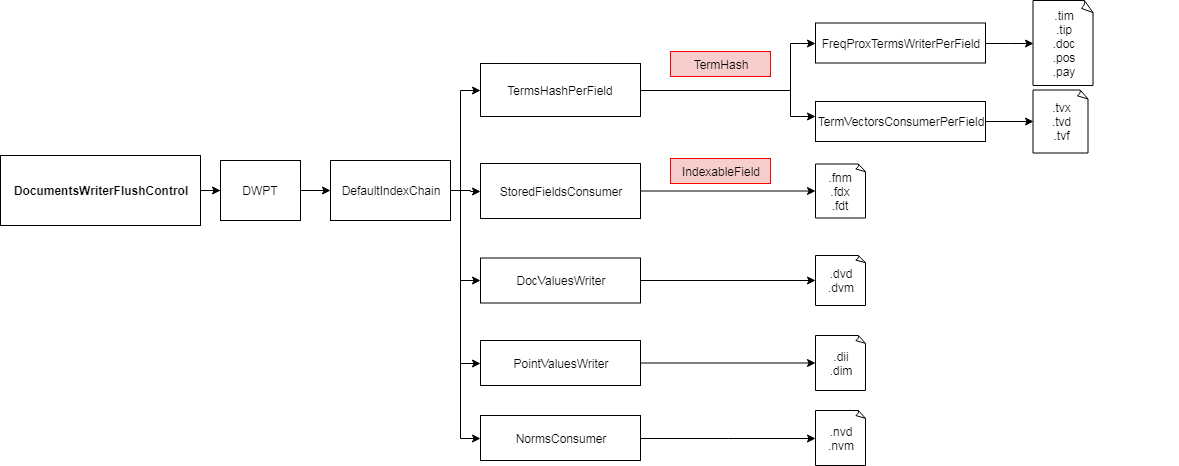 DocumentsWriterFlushControl
DWPT
DefaultIndexChain
TermsHashPerField
TermHash
FreqProxTermsWriterPerField
.tim
.tip
.doc
.pos
.pay
TermVectorsConsumerPerField
.tvx
.tvd
.tvf
StoredFieldsConsumer
IndexableField
.fnm
.fdx
.fdt
DocValuesWriter
.dvd
.dvm
PointValuesWriter
.dii
.dim
NormsConsumer
.nvd
.nvm